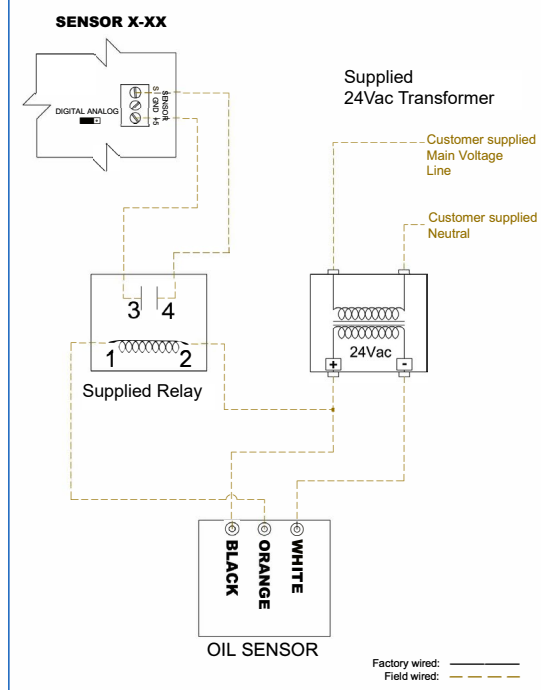 SENSOR X-XX
DIGITAL ANALOG
S
GND
+5
SENSOR
Supplied
24Vac Transformer
Customer supplied
Main Voltage
Line
Customer supplied
Neutral
3 4
1 2
Supplied Relay
24Vac
+ -
BLACK
ORANGE
WHITE
OIL SENSOR
Factory wired:
Field wired: